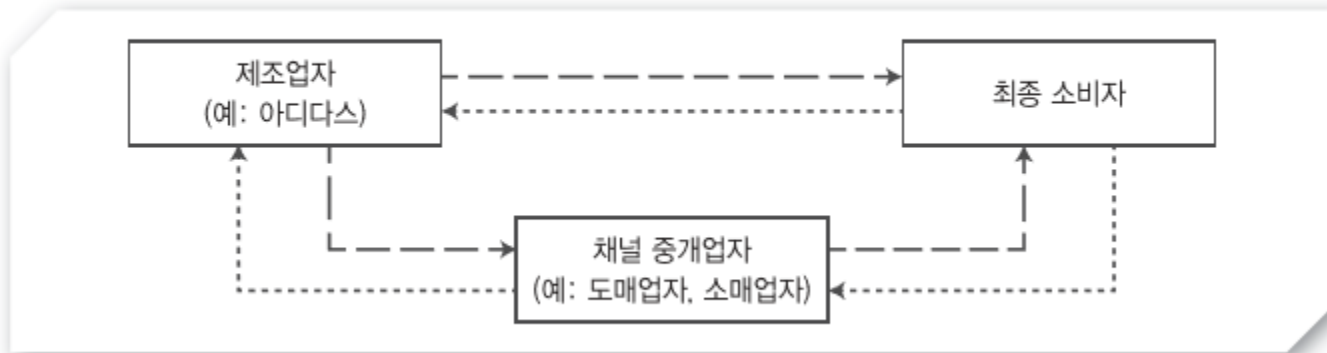 제조업자
(예: 아디다스)
최종 소비자
채널 중개업자
(예: 도매업자, 소매업자)